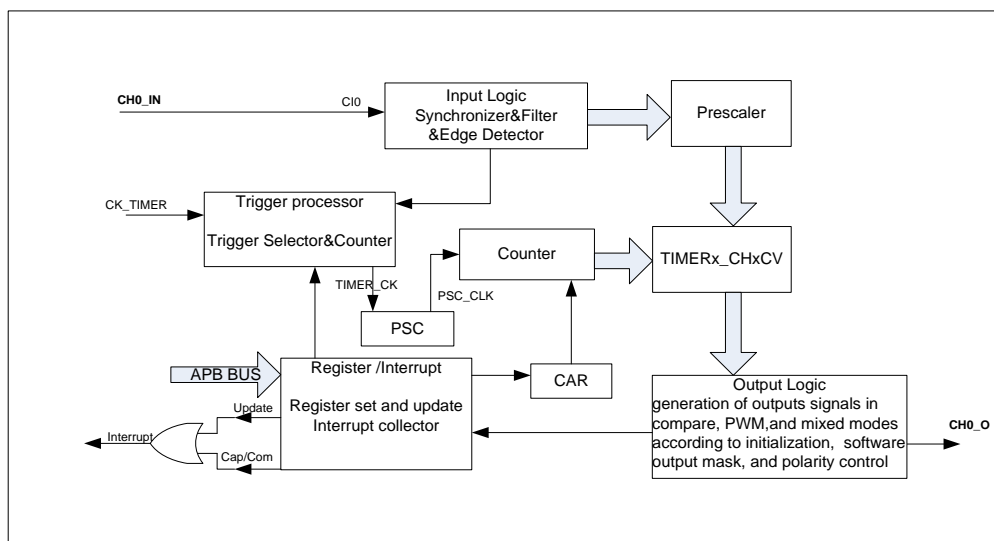 CH0_IN
CI0
Input Logic
Synchronizer&Filter
&Edge Detector
Prescaler
CK_TIMER
Trigger processor
Trigger Selector&Counter
Counter
TIMERx_CHxCV
TIMER_CK
PSC_CLK
PSC
APB BUS
Register /Interrupt
Register set and update
Interrupt collector
CAR
Output Logic
generation of outputs signals in
compare, PWM,and mixed modes
according to initialization, software
output mask, and polarity control
CH0_O
Update
Interrupt
Cap/Com